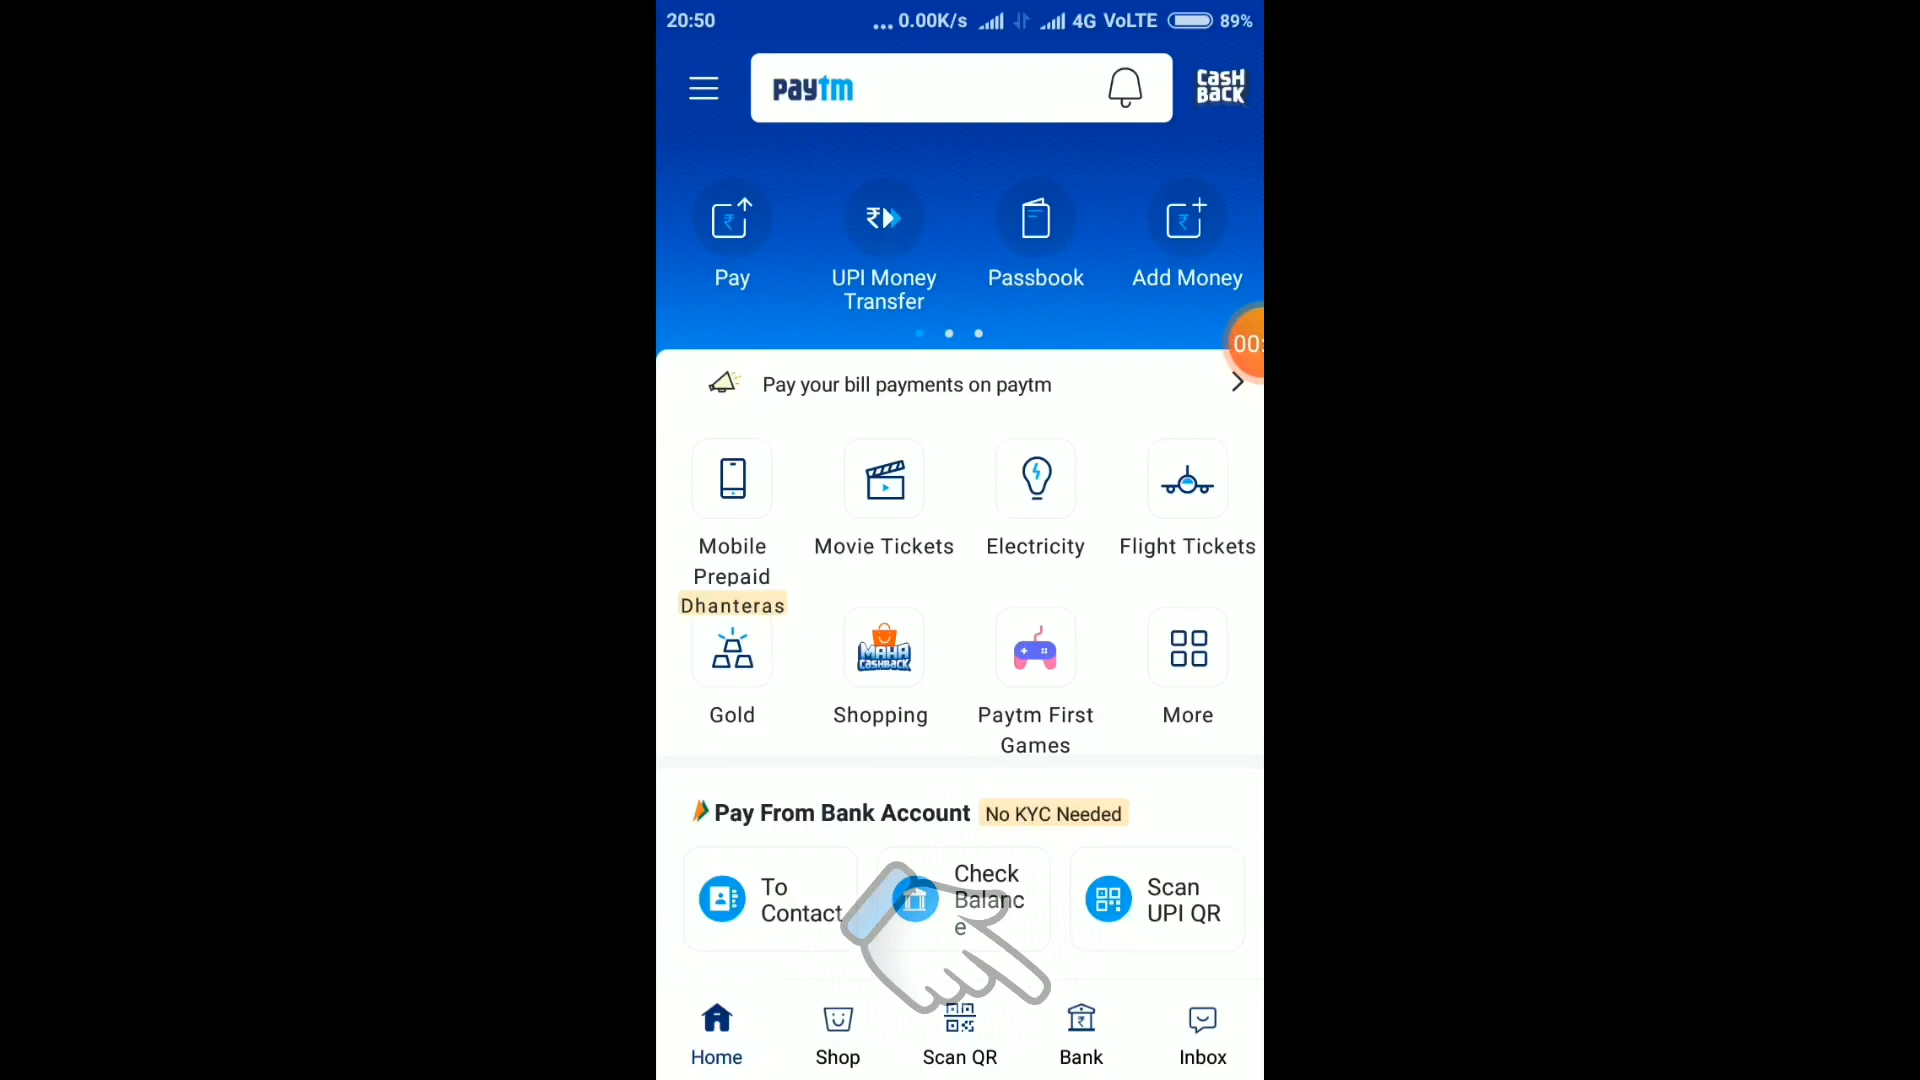 20:50 ... 0.00K/s 4G VoLTE 89%
paytm
CASH
BACK
Pay
UPI Money
Transfer
Passbook
Add Money
00:
Pay your bill payments on paytm
Mobile
Prepaid
Movie Tickets
Electricity
Flight Tickets
Dhanteras
MAHA
CASHBACK
Gold
Shopping
Paytm First
Games
More
Pay From Bank Account No KYC Needed
To
Contact
Check
Balanc
e
Scan
UPI QR
Home
Shop
Scan QR
Bank
Inbox